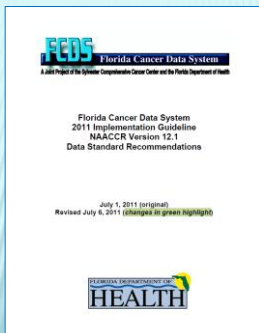 FCDS Florida Cancer Data System
A Joint Project of the Sylvester Comprehensive Cancer Center and the Florida Department of Health
Florida Cancer Data System
2011 Implementation Guideline
NAACCR Version 12.1
Data Standard Recommendations
July 1, 2011 (original)
Revised July 6, 2011 (changes in green highlight)
FLORIDA DEPARTMENT OF
HEALTH